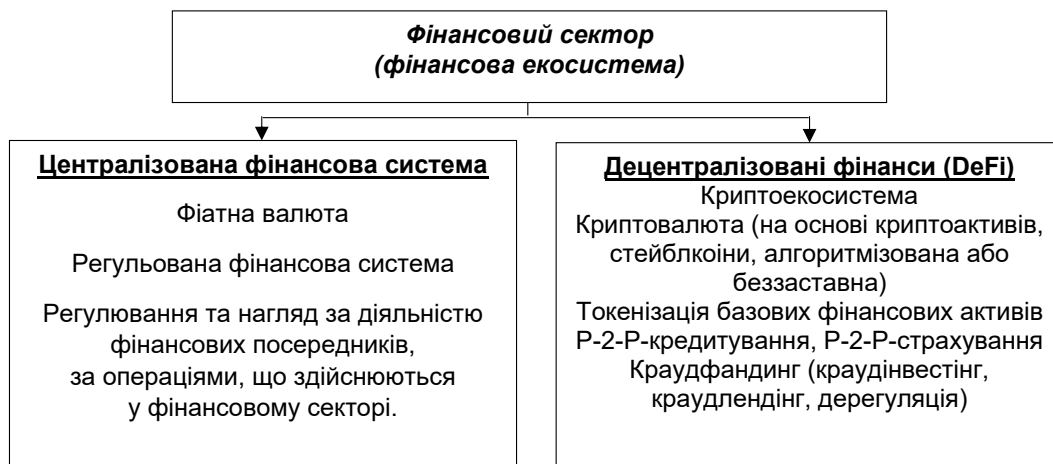 Фінансовий сектор
(фінансова екосистема)
Централізована фінансова система
Фіатна валюта
Регульована фінансова система
Регулювання та нагляд за діяльністю
фінансових посередників,
за операціями, що здійснюються
у фінансовому секторі.
Децентралізовані фінанси (DeFi)
Криптоекосистема
Криптовалюта (на основі криптоактивів,
стейблкоіни, алгоритмізована або
беззаставна)
Токенізація базових фінансових активів
Р-2-Р-кредитування, Р-2-Р-страхування
Краудфандинг (краудінвестінг,
краудлендінг, дерегуляція)